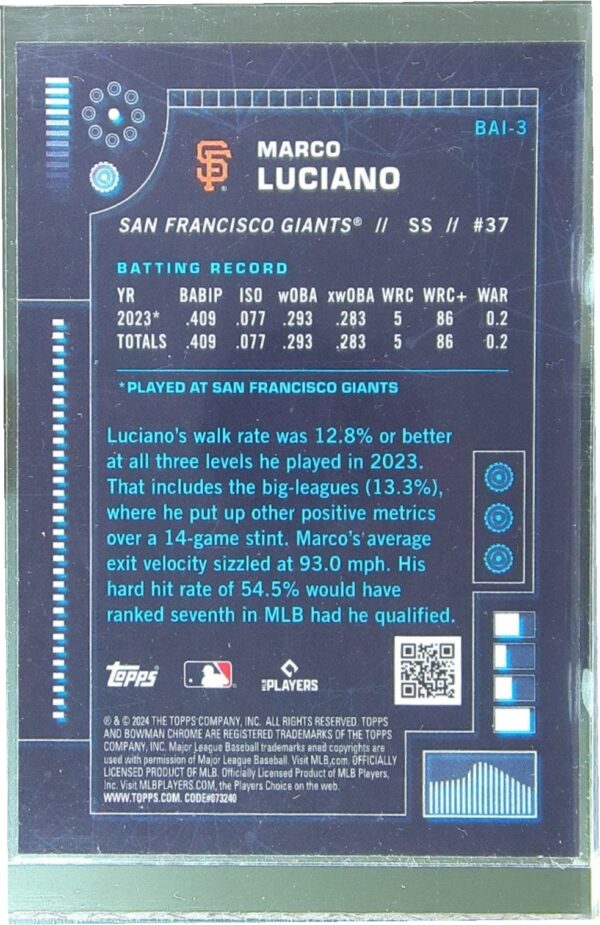 BAI-3
SF
MARCO
LUCIANO
SAN FRANCISCO GIANTS® // SS // #37
BATTING RECORD
YR BABIP ISO wOBA xwOBA WRC WRC+ WAR
2023* .409 .077 .293 .283 5 86 0.2
TOTALS .409 .077 .293 .283 5 86 0.2
*PLAYED AT SAN FRANCISCO GIANTS
Luciano's walk rate was 12.8% or better
at all three levels he played in 2023.
That includes the big-leagues (13.3%),
where he put up other positive metrics
over a 14-game stint. Marco's average
exit velocity sizzled at 93.0 mph. His
hard hit rate of 54.5% would have
ranked seventh in MLB had he qualified.
TOPPS MLB PLAYERS
® & © 2024 THE TOPPS COMPANY, INC. ALL RIGHTS RESERVED. TOPPS
AND BOWMAN CHROME ARE REGISTERED TRADEMARKS OF THE TOPPS
COMPANY, INC. Major League Baseball trademarks aned copyrights are
used with permission of Major League Baseball. Visit MLB.com. OFFICIALLY
LICENSED PRODUCT OF MLB. Officially Licensed Product of MLB Players,
Inc. Visit MLBPLAYERS.COM, the Players Choice on the web.
WWW.TOPPS.COM. CODE#073240